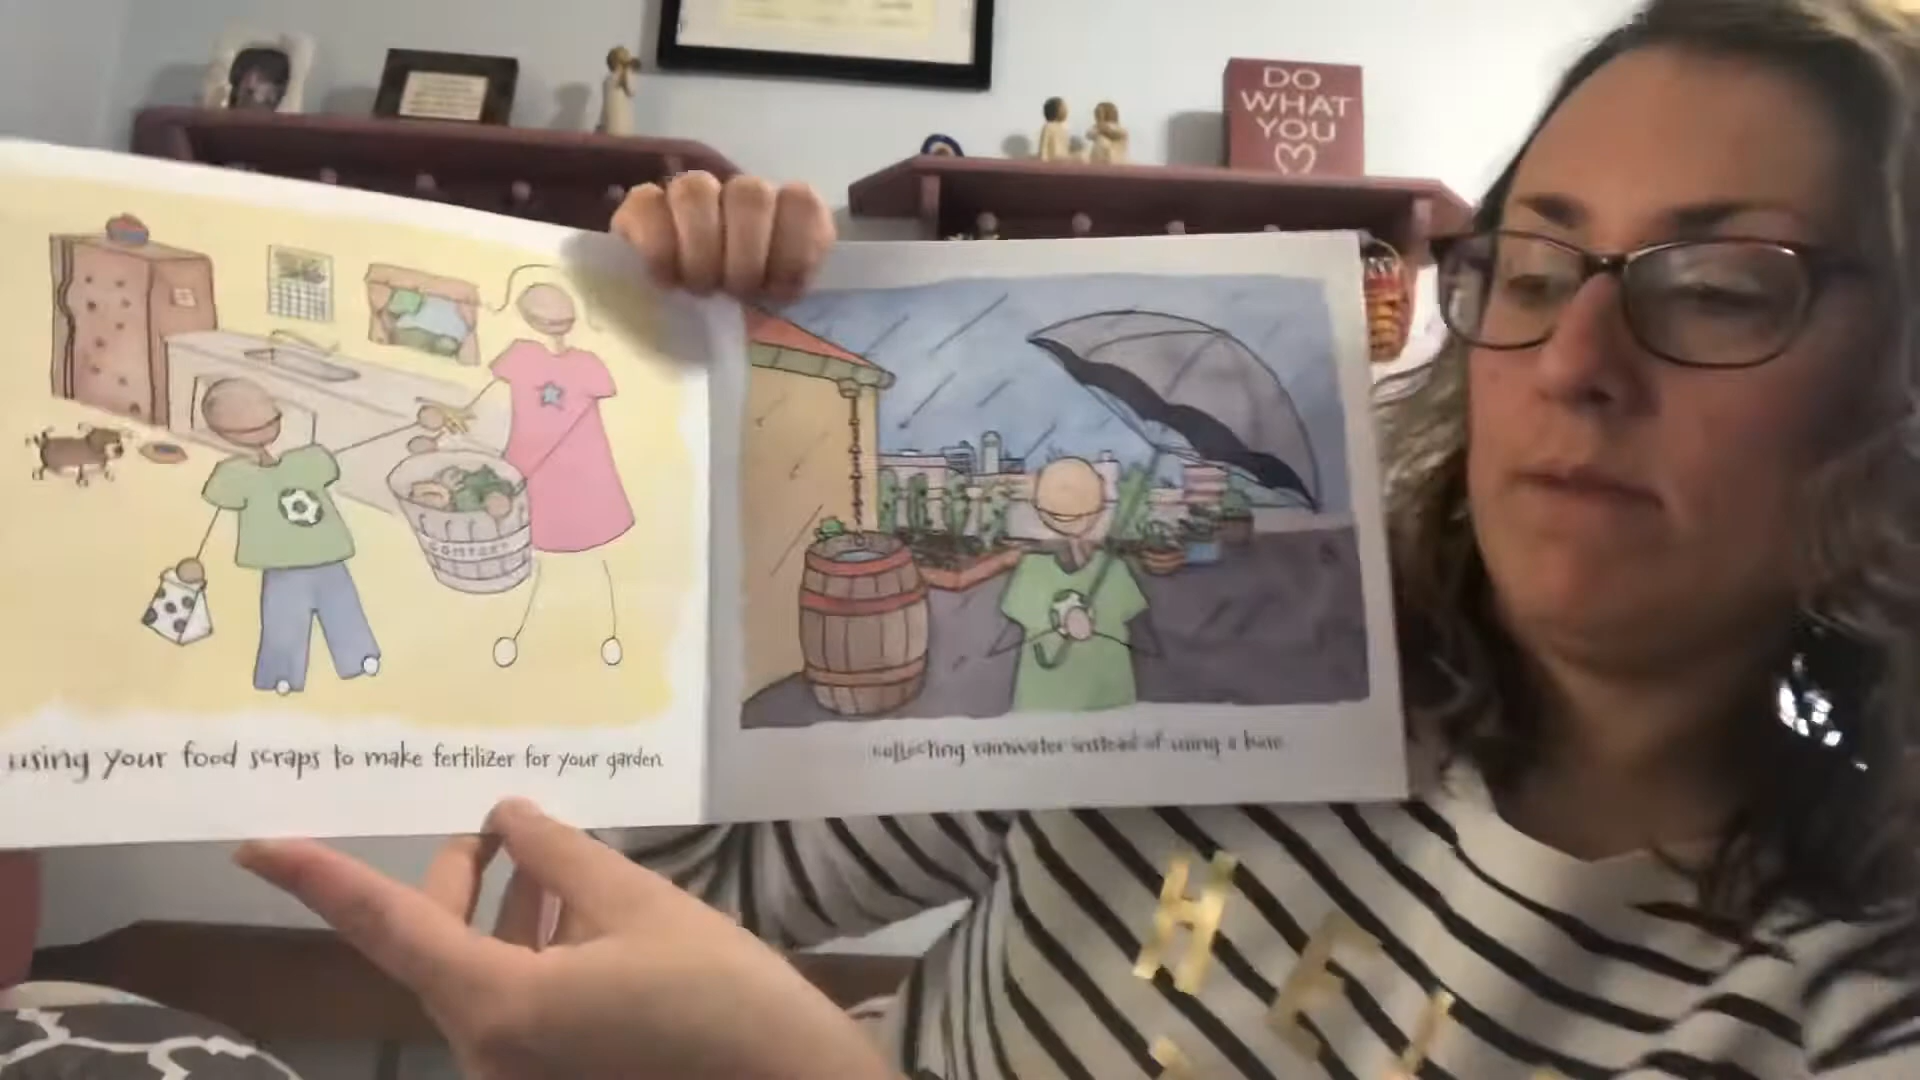 DO
WHAT
YOU
COMPOST
using your food scraps to make fertilizer for your garden
collecting rainwater instead of using a hose.
H E